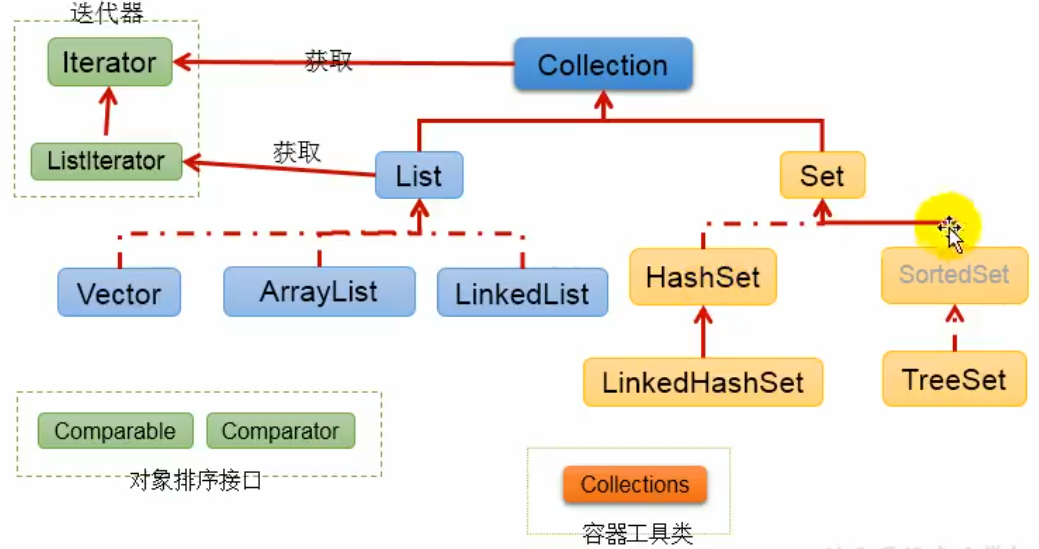 迭代器
Iterator
获取
Collection
ListIterator
获取
List
Set
Vector
ArrayList
LinkedList
HashSet
SortedSet
LinkedHashSet
TreeSet
Comparable
Comparator
对象排序接口
Collections
容器工具类